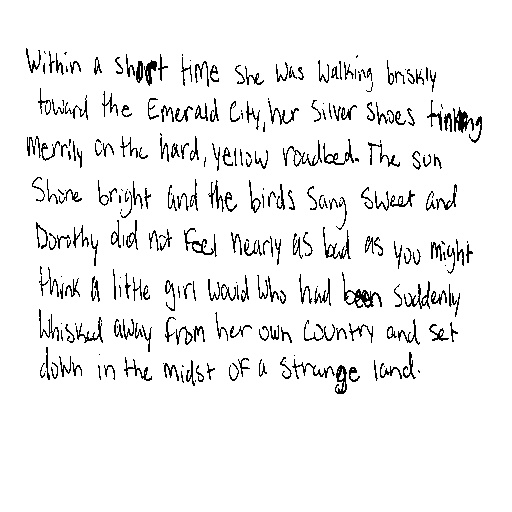 Within a short time she was walking briskly
toward the Emerald City, her Silver Shoes tinkling
merrily on the hard, yellow roadbed. The sun
shone bright and the birds sang sweet and
Dorothy did not feel nearly as bad as you might
think a little girl would who had been suddenly
whisked away from her own country and set
down in the midst of a strange land.